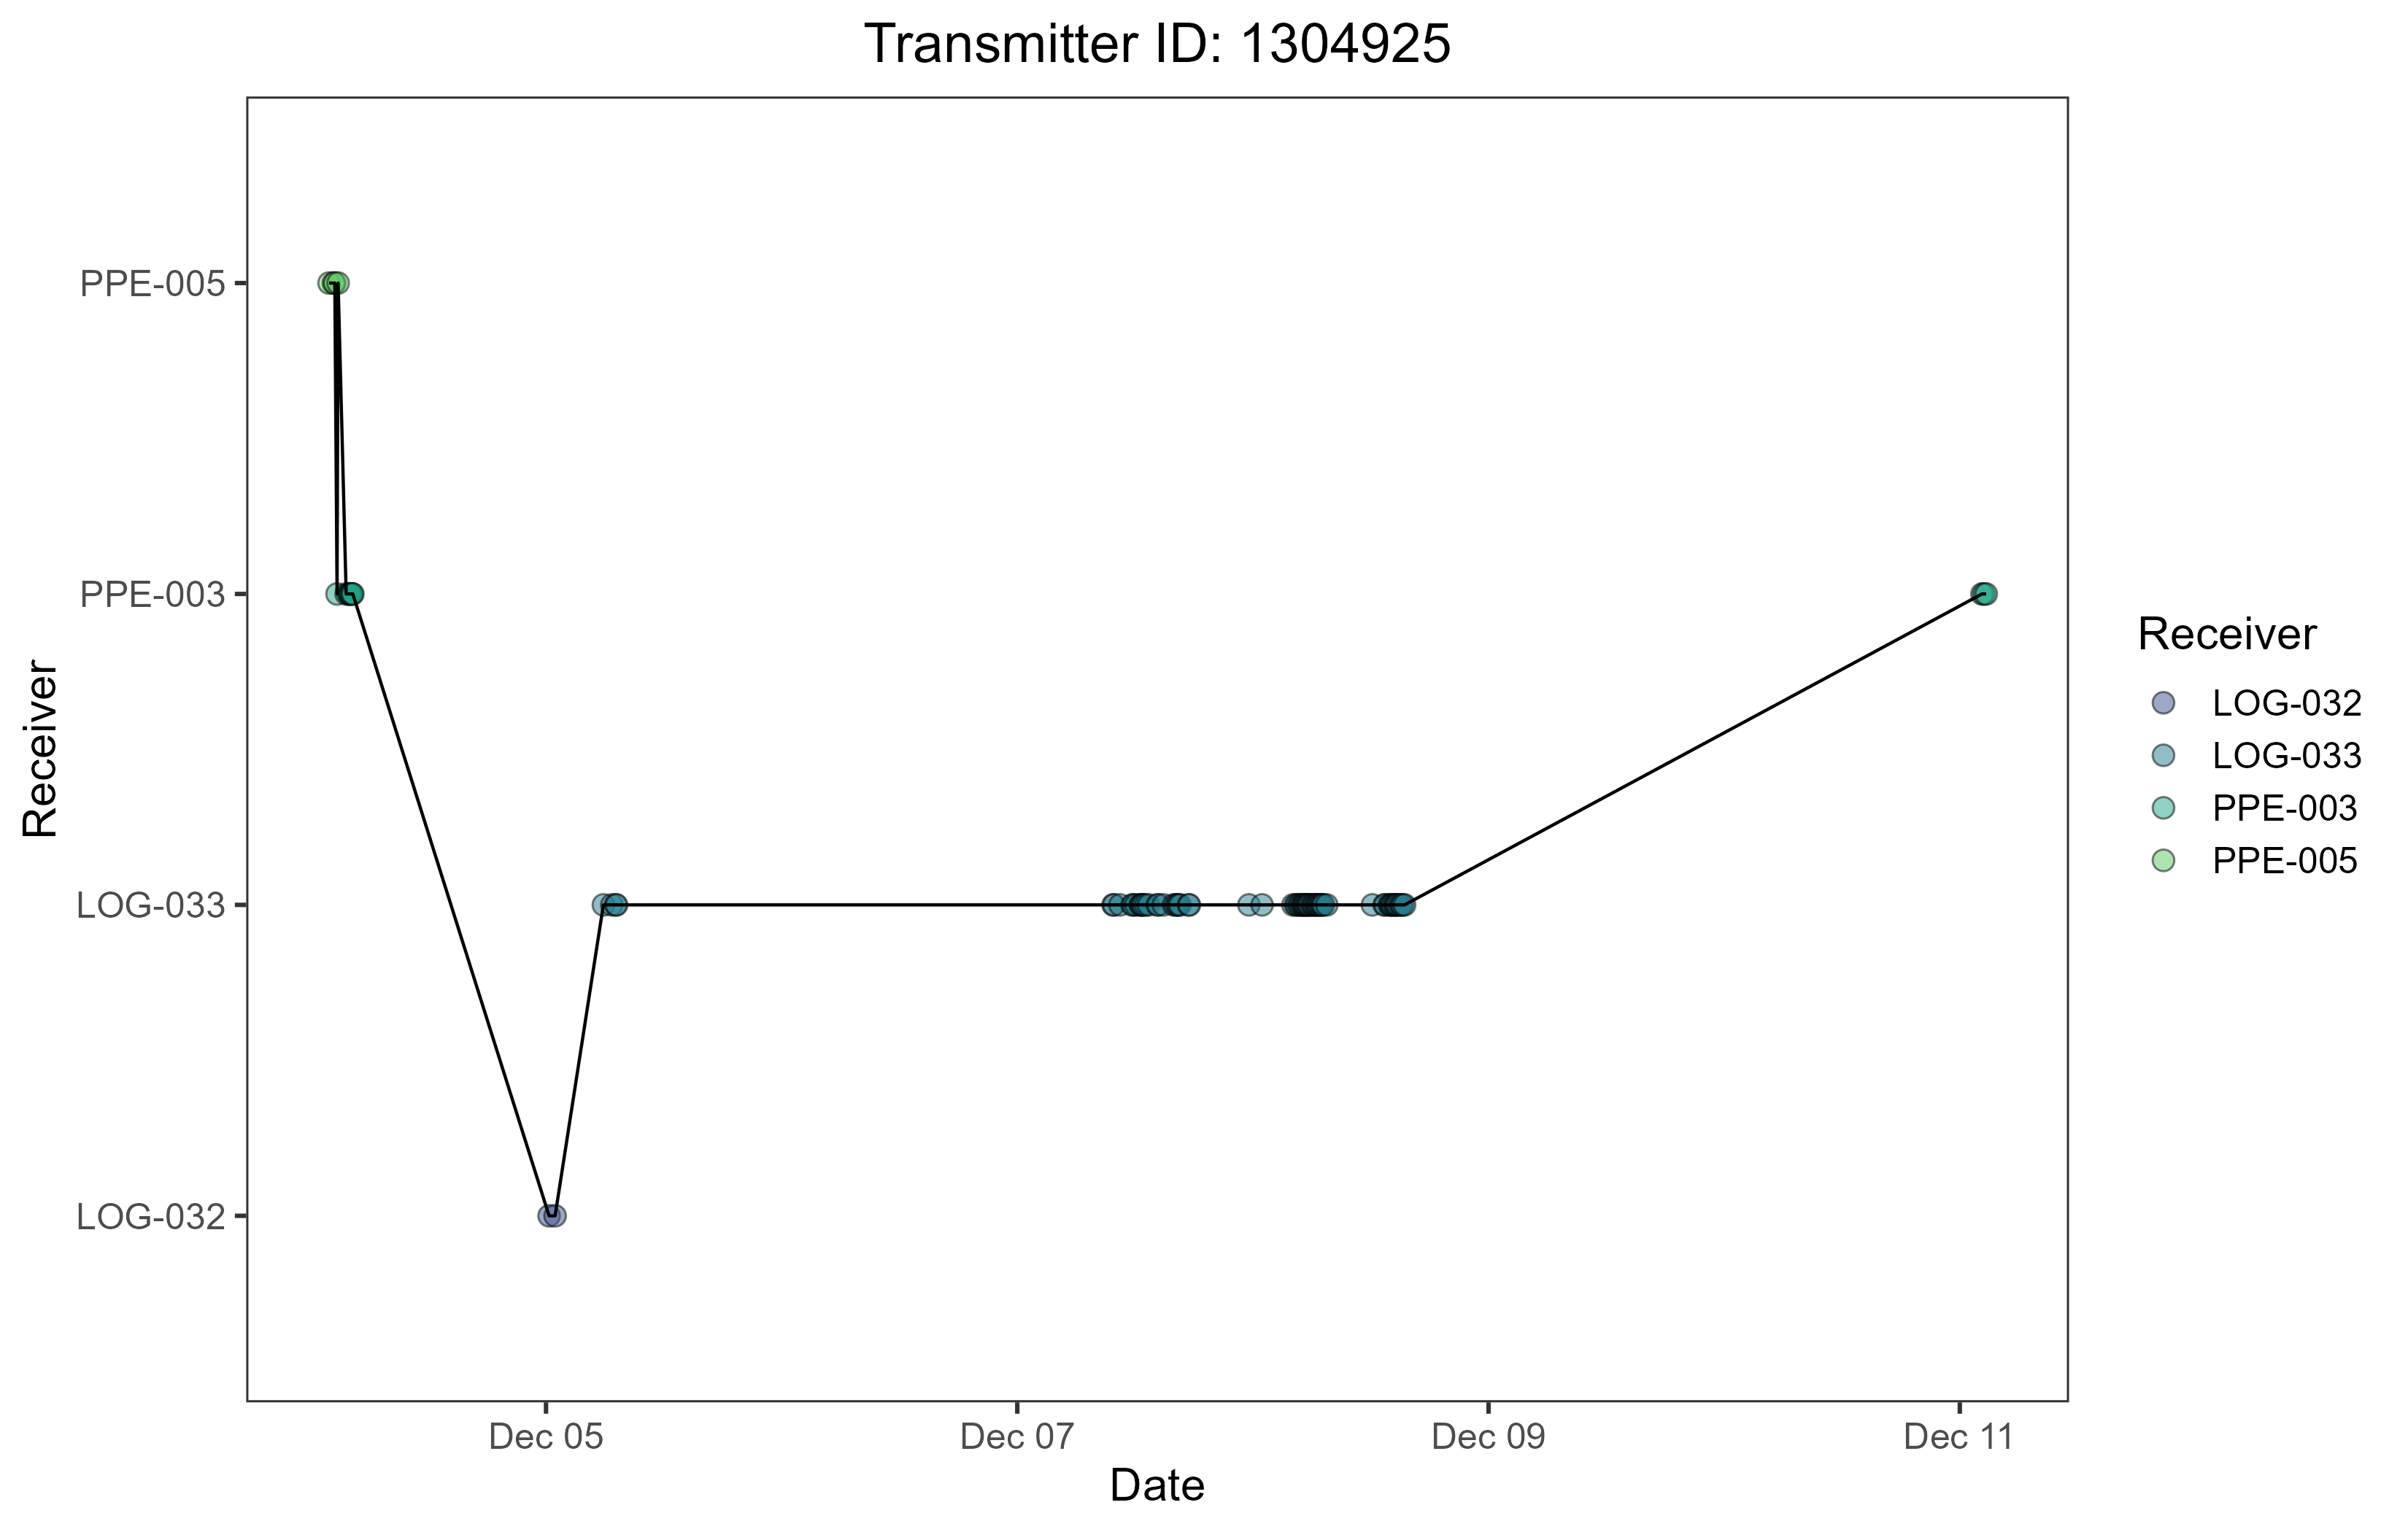 Transmitter ID: 1304925
PPE-005
PPE-003
LOG-033
LOG-032
Receiver
Dec 05
Dec 07
Dec 09
Dec 11
Date
Receiver
LOG-032
LOG-033
PPE-003
PPE-005